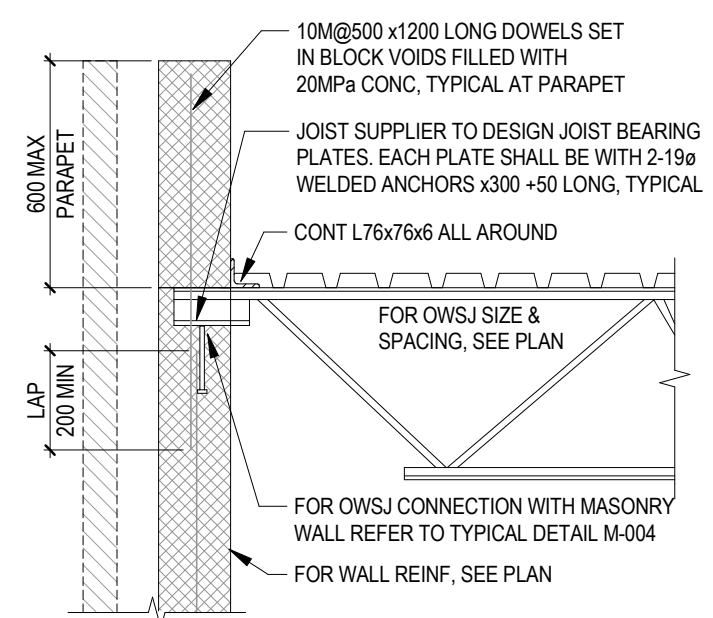 10M@500 x1200 LONG DOWELS SET
IN BLOCK VOIDS FILLED WITH
20MPa CONC, TYPICAL AT PARAPET
600 MAX
PARAPET
JOIST SUPPLIER TO DESIGN JOIST BEARING
PLATES. EACH PLATE SHALL BE WITH 2-19ø
WELDED ANCHORS x300 +50 LONG, TYPICAL
CONT L76x76x6 ALL AROUND
FOR OWSJ SIZE &
SPACING, SEE PLAN
LAP
200 MIN
FOR OWSJ CONNECTION WITH MASONRY
WALL REFER TO TYPICAL DETAIL M-004
FOR WALL REINF, SEE PLAN